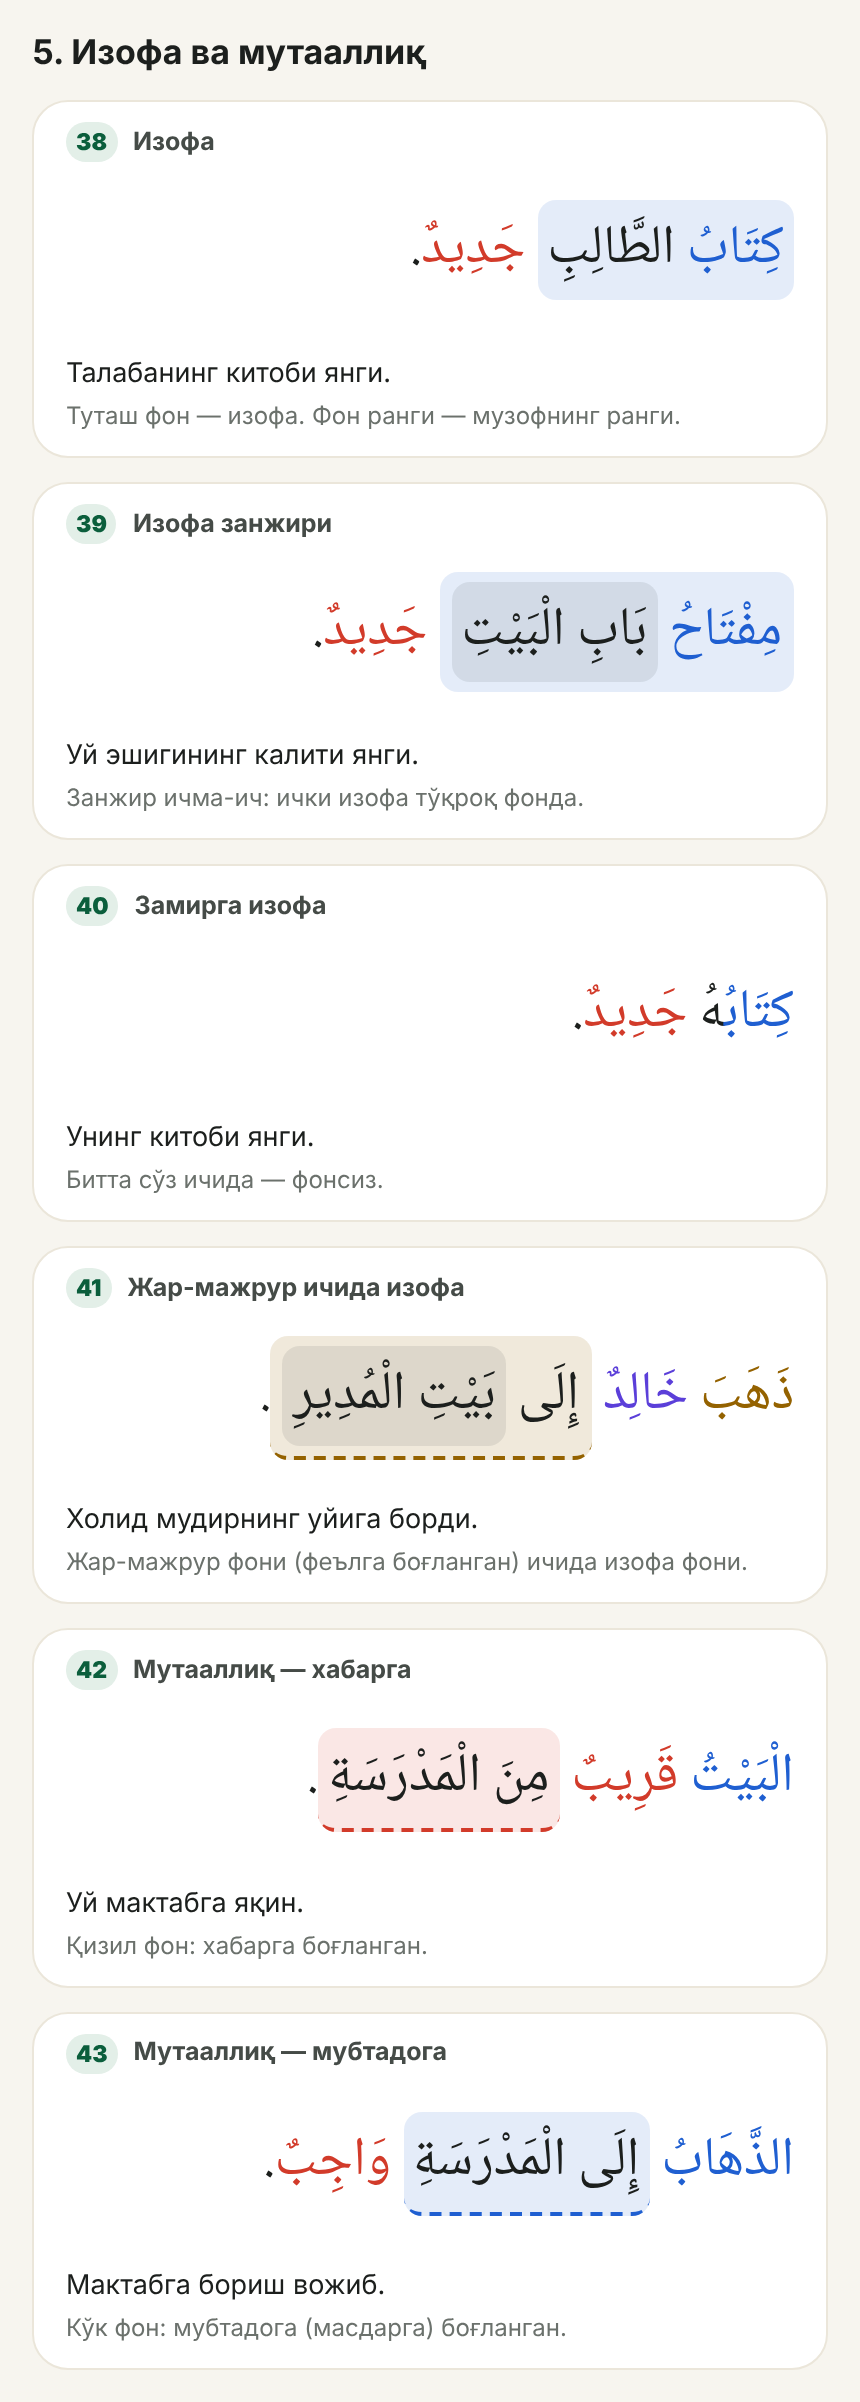 5. Изофа ва мутааллиқ
38 Изофа
كِتَابُ الطَّالِبِ جَدِيدٌ.
Талабанинг китоби янги.
Туташ фон — изофа. Фон ранги — музофнинг ранги.
39 Изофа занжири
مِفْتَاحُ بَابِ الْبَيْتِ جَدِيدٌ.
Уй эшигининг калити янги.
Занжир ичма-ич: ички изофа тўқроқ фонда.
40 Замирга изофа
كِتَابُهُ جَدِيدٌ.
Унинг китоби янги.
Битта сўз ичида — фонсиз.
41 Жар-мажрур ичида изофа
ذَهَبَ خَالِدٌ إِلَى بَيْتِ الْمُدِيرِ.
Холид мудирнинг уйига борди.
Жар-мажрур фони (феълга боғланган) ичида изофа фони.
42 Мутааллиқ — хабарга
الْبَيْتُ قَرِيبٌ مِنَ الْمَدْرَسَةِ.
Уй мактабга яқин.
Қизил фон: хабарга боғланган.
43 Мутааллиқ — мубтадога
الذَّهَابُ إِلَى الْمَدْرَسَةِ وَاجِبٌ.
Мактабга бориш вожиб.
Кўк фон: мубтадога (масдарга) боғланган.